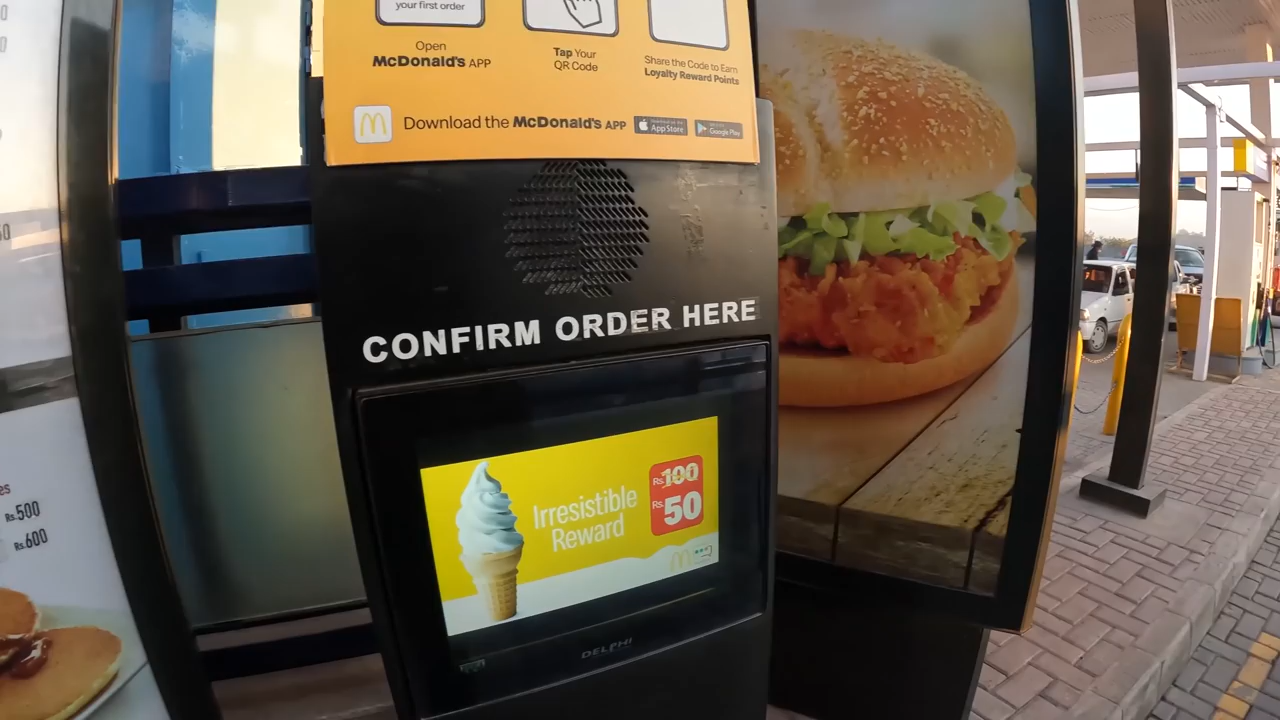 your first order
Open
McDonald's APP
Tap Your
QR Code
Share the Code to Earn
Loyalty Reward Points
Download the McDonald's APP
App Store
Google Play
CONFIRM ORDER HERE
Irresistible
Reward
Rs.100
Rs.50
DELPHI
Rs.500
Rs.600